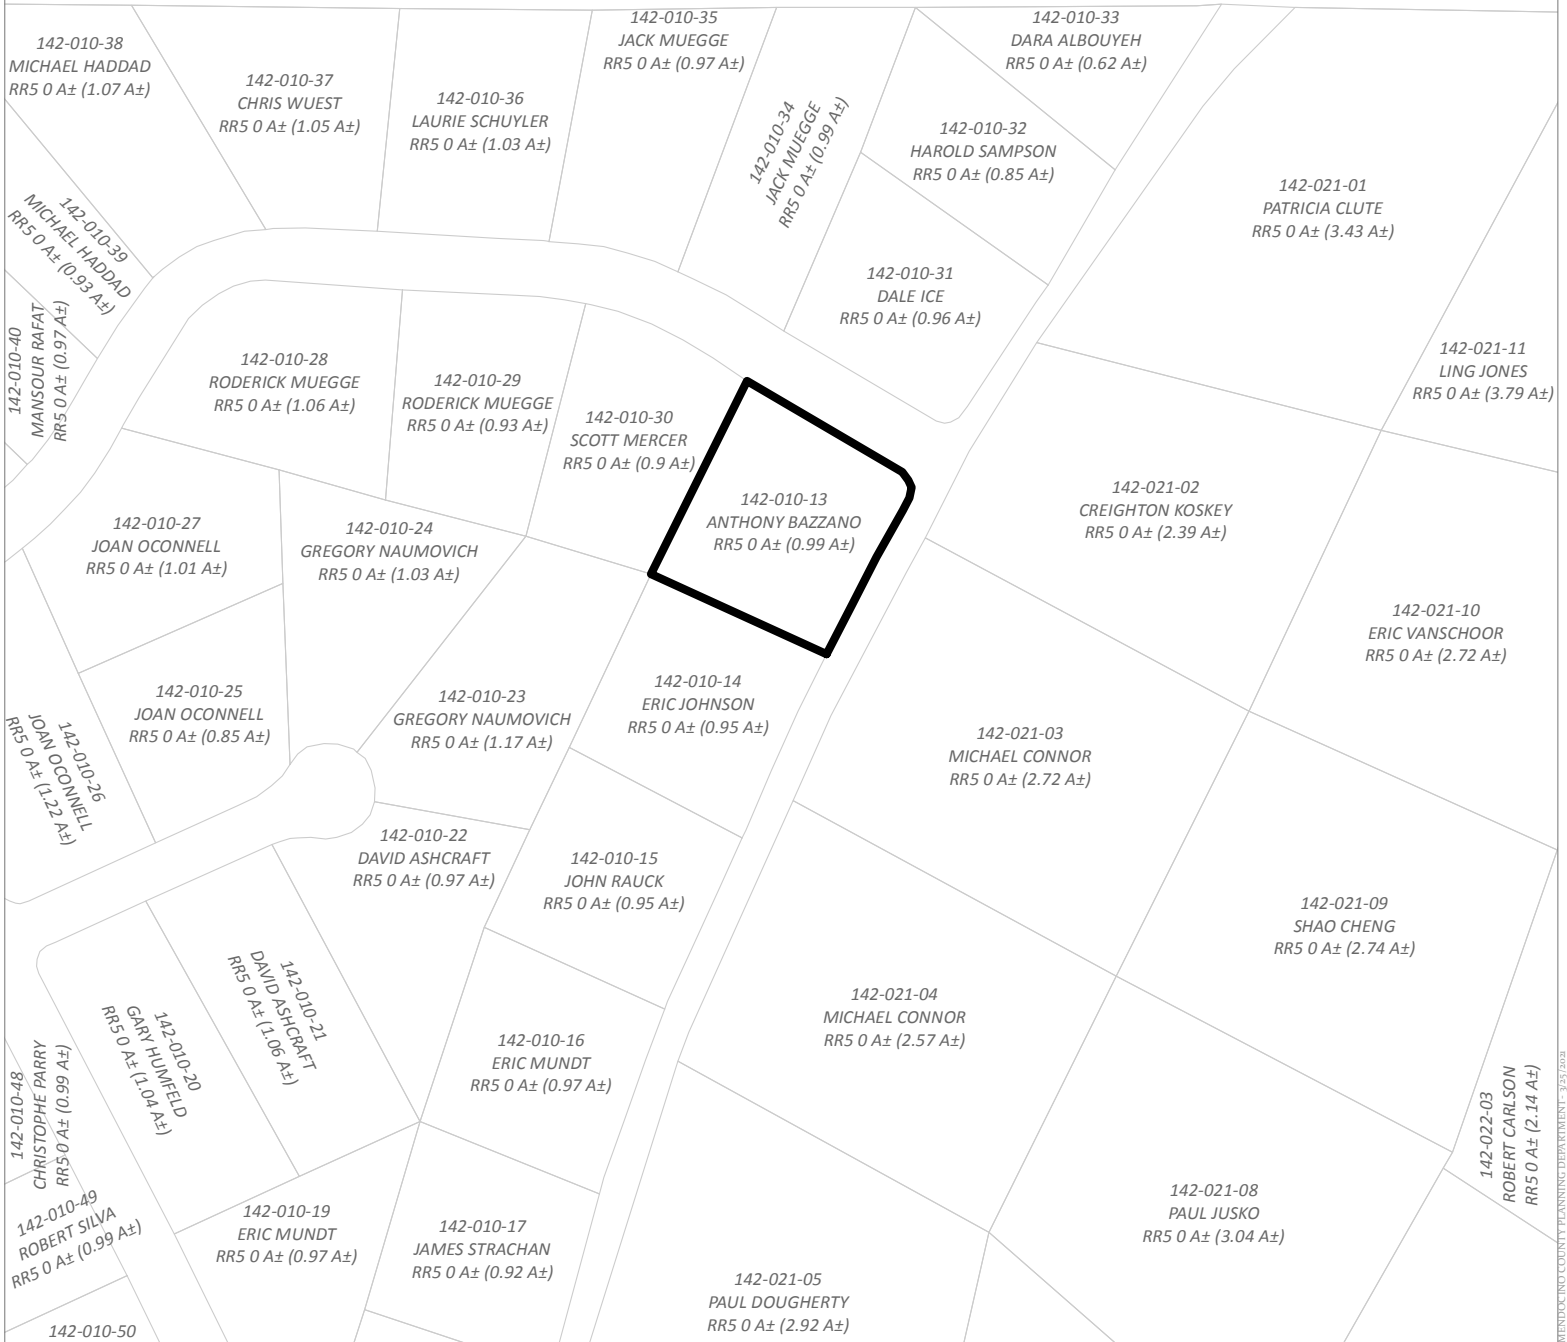 142-010-38
MICHAEL HADDAD
RR5 0 A± (1.07 A±)
142-010-37
CHRIS WUEST
RR5 0 A± (1.05 A±)
142-010-36
LAURIE SCHUYLER
RR5 0 A± (1.03 A±)
142-010-35
JACK MUEGGE
RR5 0 A± (0.97 A±)
142-010-34
JACK MUEGGE
RR5 0 A± (0.99 A±)
142-010-33
DARA ALBOUYEH
RR5 0 A± (0.62 A±)
142-010-32
HAROLD SAMPSON
RR5 0 A± (0.85 A±)
142-021-01
PATRICIA CLUTE
RR5 0 A± (3.43 A±)
142-010-39
MICHAEL HADDAD
RR5 0 A± (0.93 A±)
142-010-31
DALE ICE
RR5 0 A± (0.96 A±)
142-010-40
MANSOUR RAFAT
RR5 0 A± (0.97 A±)
142-010-28
RODERICK MUEGGE
RR5 0 A± (1.06 A±)
142-010-29
RODERICK MUEGGE
RR5 0 A± (0.93 A±)
142-010-30
SCOTT MERCER
RR5 0 A± (0.9 A±)
142-021-11
LING JONES
RR5 0 A± (3.79 A±)
142-010-13
ANTHONY BAZZANO
RR5 0 A± (0.99 A±)
142-021-02
CREIGHTON KOSKEY
RR5 0 A± (2.39 A±)
142-010-27
JOAN OCONNELL
RR5 0 A± (1.01 A±)
142-010-24
GREGORY NAUMOVICH
RR5 0 A± (1.03 A±)
142-021-10
ERIC VANSCHOOR
RR5 0 A± (2.72 A±)
142-010-25
JOAN OCONNELL
RR5 0 A± (0.85 A±)
142-010-23
GREGORY NAUMOVICH
RR5 0 A± (1.17 A±)
142-010-14
ERIC JOHNSON
RR5 0 A± (0.95 A±)
142-010-26
JOAN OCONNELL
RR5 0 A± (1.22 A±)
142-021-03
MICHAEL CONNOR
RR5 0 A± (2.72 A±)
142-010-22
DAVID ASHCRAFT
RR5 0 A± (0.97 A±)
142-010-15
JOHN RAUCK
RR5 0 A± (0.95 A±)
142-021-09
SHAO CHENG
RR5 0 A± (2.74 A±)
142-010-21
DAVID ASHCRAFT
RR5 0 A± (1.06 A±)
142-010-20
GARY HUMFELD
RR5 0 A± (1.04 A±)
142-010-16
ERIC MUNDT
RR5 0 A± (0.97 A±)
142-021-04
MICHAEL CONNOR
RR5 0 A± (2.57 A±)
142-010-48
CHRISTOPHE PARRY
RR5 0 A± (0.99 A±)
142-022-03
ROBERT CARLSON
RR5 0 A± (2.14 A±)
142-010-49
ROBERT SILVA
RR5 0 A± (0.99 A±)
142-010-19
ERIC MUNDT
RR5 0 A± (0.97 A±)
142-010-17
JAMES STRACHAN
RR5 0 A± (0.92 A±)
142-021-08
PAUL JUSKO
RR5 0 A± (3.04 A±)
142-021-05
PAUL DOUGHERTY
RR5 0 A± (2.92 A±)
142-010-50
MENDOCINO COUNTY PLANNING DEPARTMENT - 3/25/2021